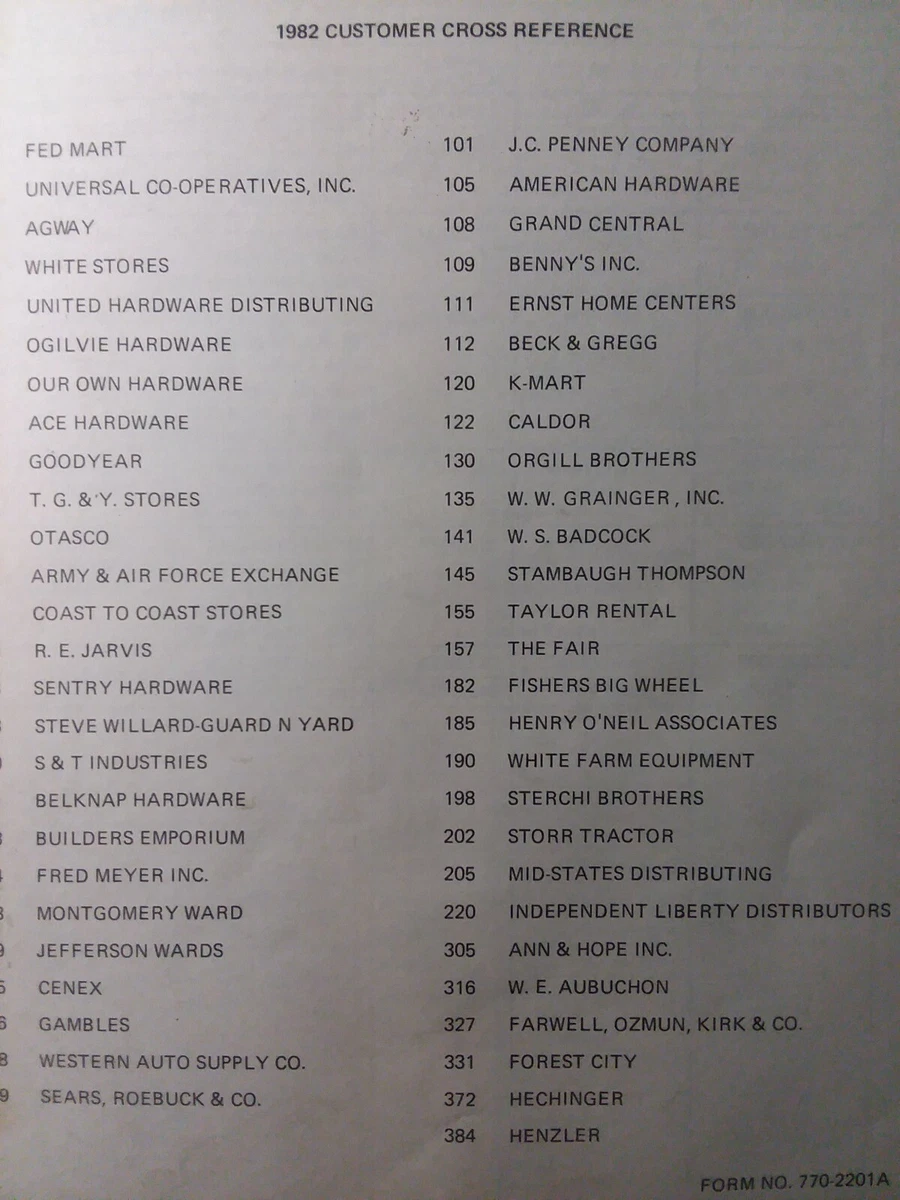 1982 CUSTOMER CROSS REFERENCE
FED MART
UNIVERSAL CO-OPERATIVES, INC.
AGWAY
WHITE STORES
UNITED HARDWARE DISTRIBUTING
OGILVIE HARDWARE
OUR OWN HARDWARE
ACE HARDWARE
GOODYEAR
T. G. & Y. STORES
OTASCO
ARMY & AIR FORCE EXCHANGE
COAST TO COAST STORES
R. E. JARVIS
SENTRY HARDWARE
STEVE WILLARD-GUARD N YARD
S & T INDUSTRIES
BELKNAP HARDWARE
BUILDERS EMPORIUM
FRED MEYER INC.
MONTGOMERY WARD
9 JEFFERSON WARDS
5 CENEX
6 GAMBLES
8 WESTERN AUTO SUPPLY CO.
9 SEARS, ROEBUCK & CO.
101 J.C. PENNEY COMPANY
105 AMERICAN HARDWARE
108 GRAND CENTRAL
109 BENNY'S INC.
111 ERNST HOME CENTERS
112 BECK & GREGG
120 K-MART
122 CALDOR
130 ORGILL BROTHERS
135 W. W. GRAINGER, INC.
141 W. S. BADCOCK
145 STAMBAUGH THOMPSON
155 TAYLOR RENTAL
157 THE FAIR
182 FISHERS BIG WHEEL
185 HENRY O'NEIL ASSOCIATES
190 WHITE FARM EQUIPMENT
198 STERCHI BROTHERS
202 STORR TRACTOR
205 MID-STATES DISTRIBUTING
220 INDEPENDENT LIBERTY DISTRIBUTORS
305 ANN & HOPE INC.
316 W. E. AUBUCHON
327 FARWELL, OZMUN, KIRK & CO.
331 FOREST CITY
372 HECHINGER
384 HENZLER
FORM NO. 770-2201A